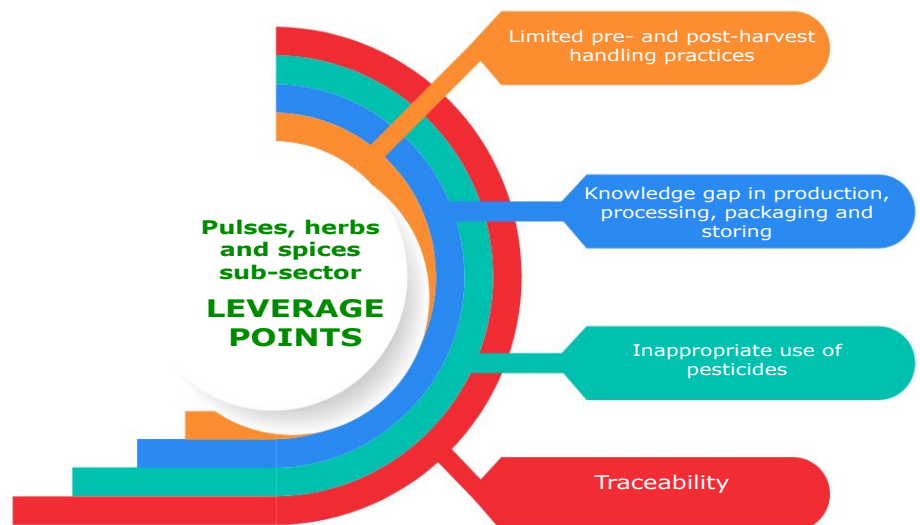 Limited pre- and post-harvest
handling practices
Knowledge gap in production,
processing, packaging and
storing
Pulses, herbs
and spices
sub-sector
LEVERAGE
POINTS
Inappropriate use of
pesticides
Traceability